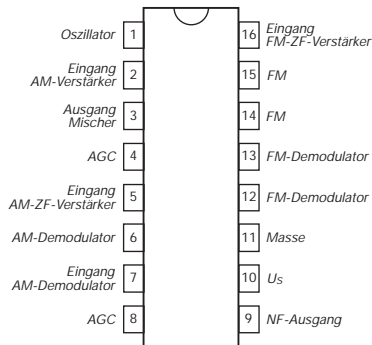 Oszillator 1
Eingang
AM-Verstärker 2
Ausgang
Mischer 3
AGC 4
Eingang
AM-ZF-Verstärker 5
AM-Demodulator 6
Eingang
AM-Demodulator 7
AGC 8
16 Eingang
FM-ZF-Verstärker
15 FM
14 FM
13 FM-Demodulator
12 FM-Demodulator
11 Masse
10 Us
9 NF-Ausgang